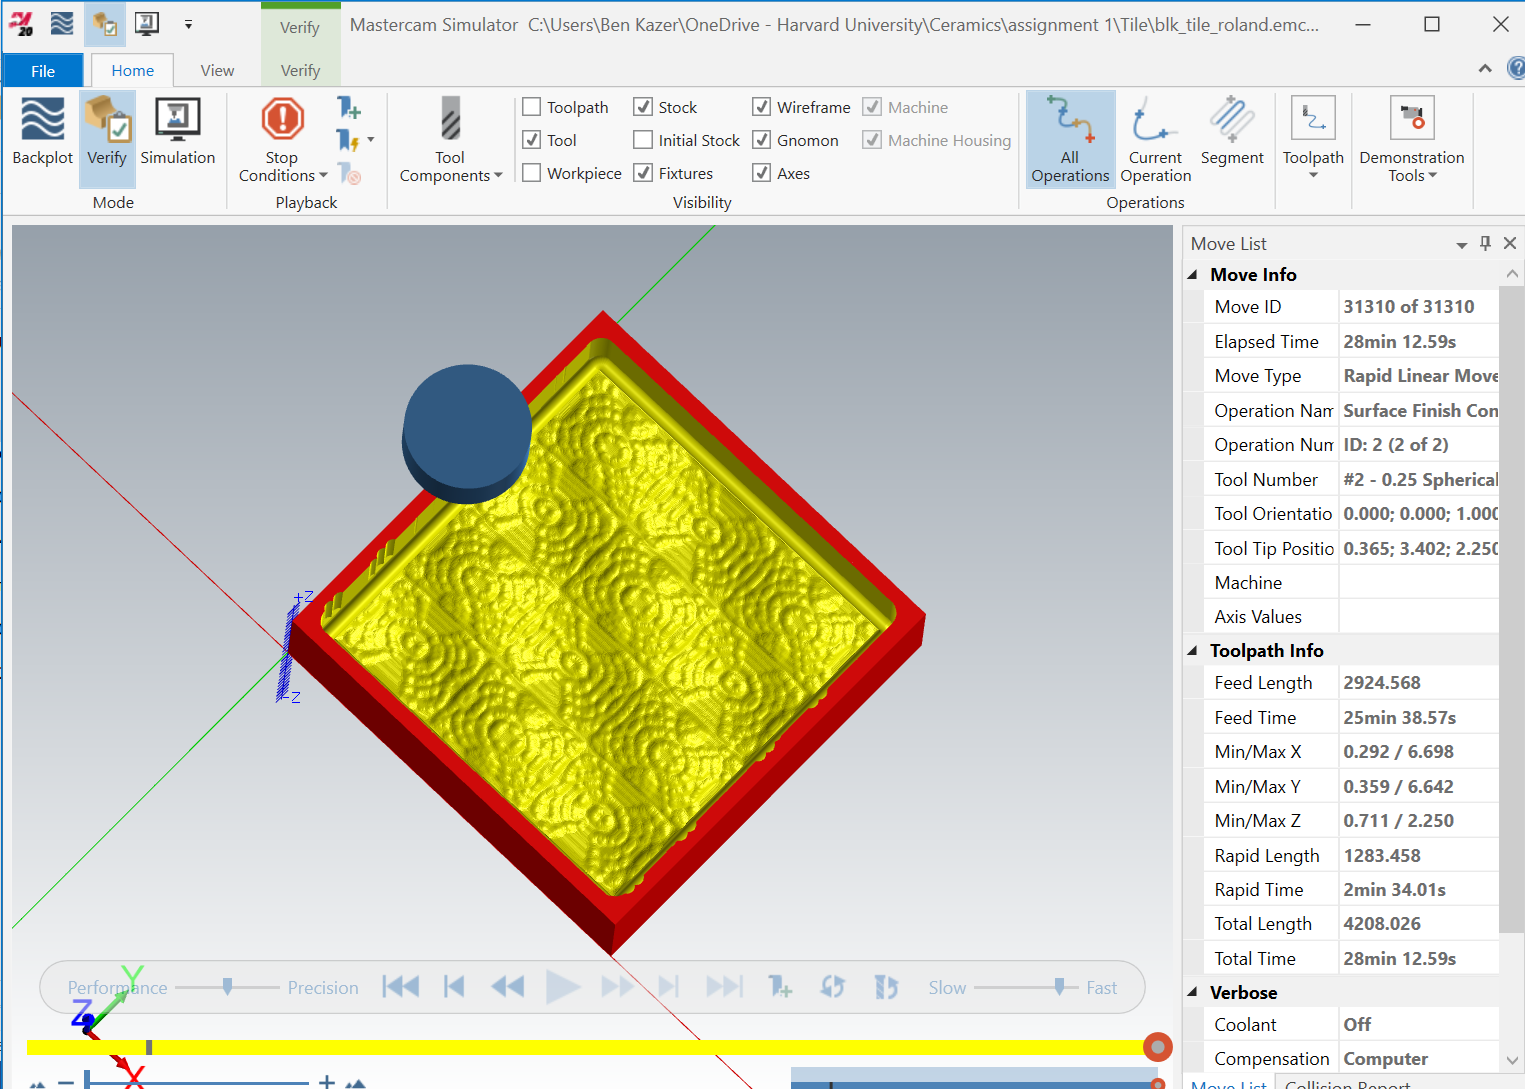 20
Verify
Mastercam Simulator C:\Users\Ben Kazer\OneDrive - Harvard University\Ceramics\assignment 1\Tile\blk_tile_roland.emc...
File
Home
View
Verify
?
Backplot
Verify
Simulation
Mode
Stop
Conditions
Playback
Tool
Components
Toolpath
Tool
Workpiece
Stock
Initial Stock
Fixtures
Wireframe
Gnomon
Axes
Machine
Machine Housing
Visibility
All
Operations
Current
Operation
Segment
Operations
Toolpath
Demonstration
Tools
Move List
Move Info
Move ID 31310 of 31310
Elapsed Time 28min 12.59s
Move Type Rapid Linear Move
Operation Nam Surface Finish Con
Operation Num ID: 2 (2 of 2)
Tool Number #2 - 0.25 Spherical
Tool Orientatio 0.000; 0.000; 1.000
Tool Tip Positio 0.365; 3.402; 2.250
Machine
Axis Values
Toolpath Info
Feed Length 2924.568
Feed Time 25min 38.57s
Min/Max X 0.292 / 6.698
Min/Max Y 0.359 / 6.642
Min/Max Z 0.711 / 2.250
Rapid Length 1283.458
Rapid Time 2min 34.01s
Total Length 4208.026
Total Time 28min 12.59s
Verbose
Coolant Off
Compensation Computer
Move List
Collision Report
+Z
-Z
Performance
Precision
Slow
Fast
Y
Z
X